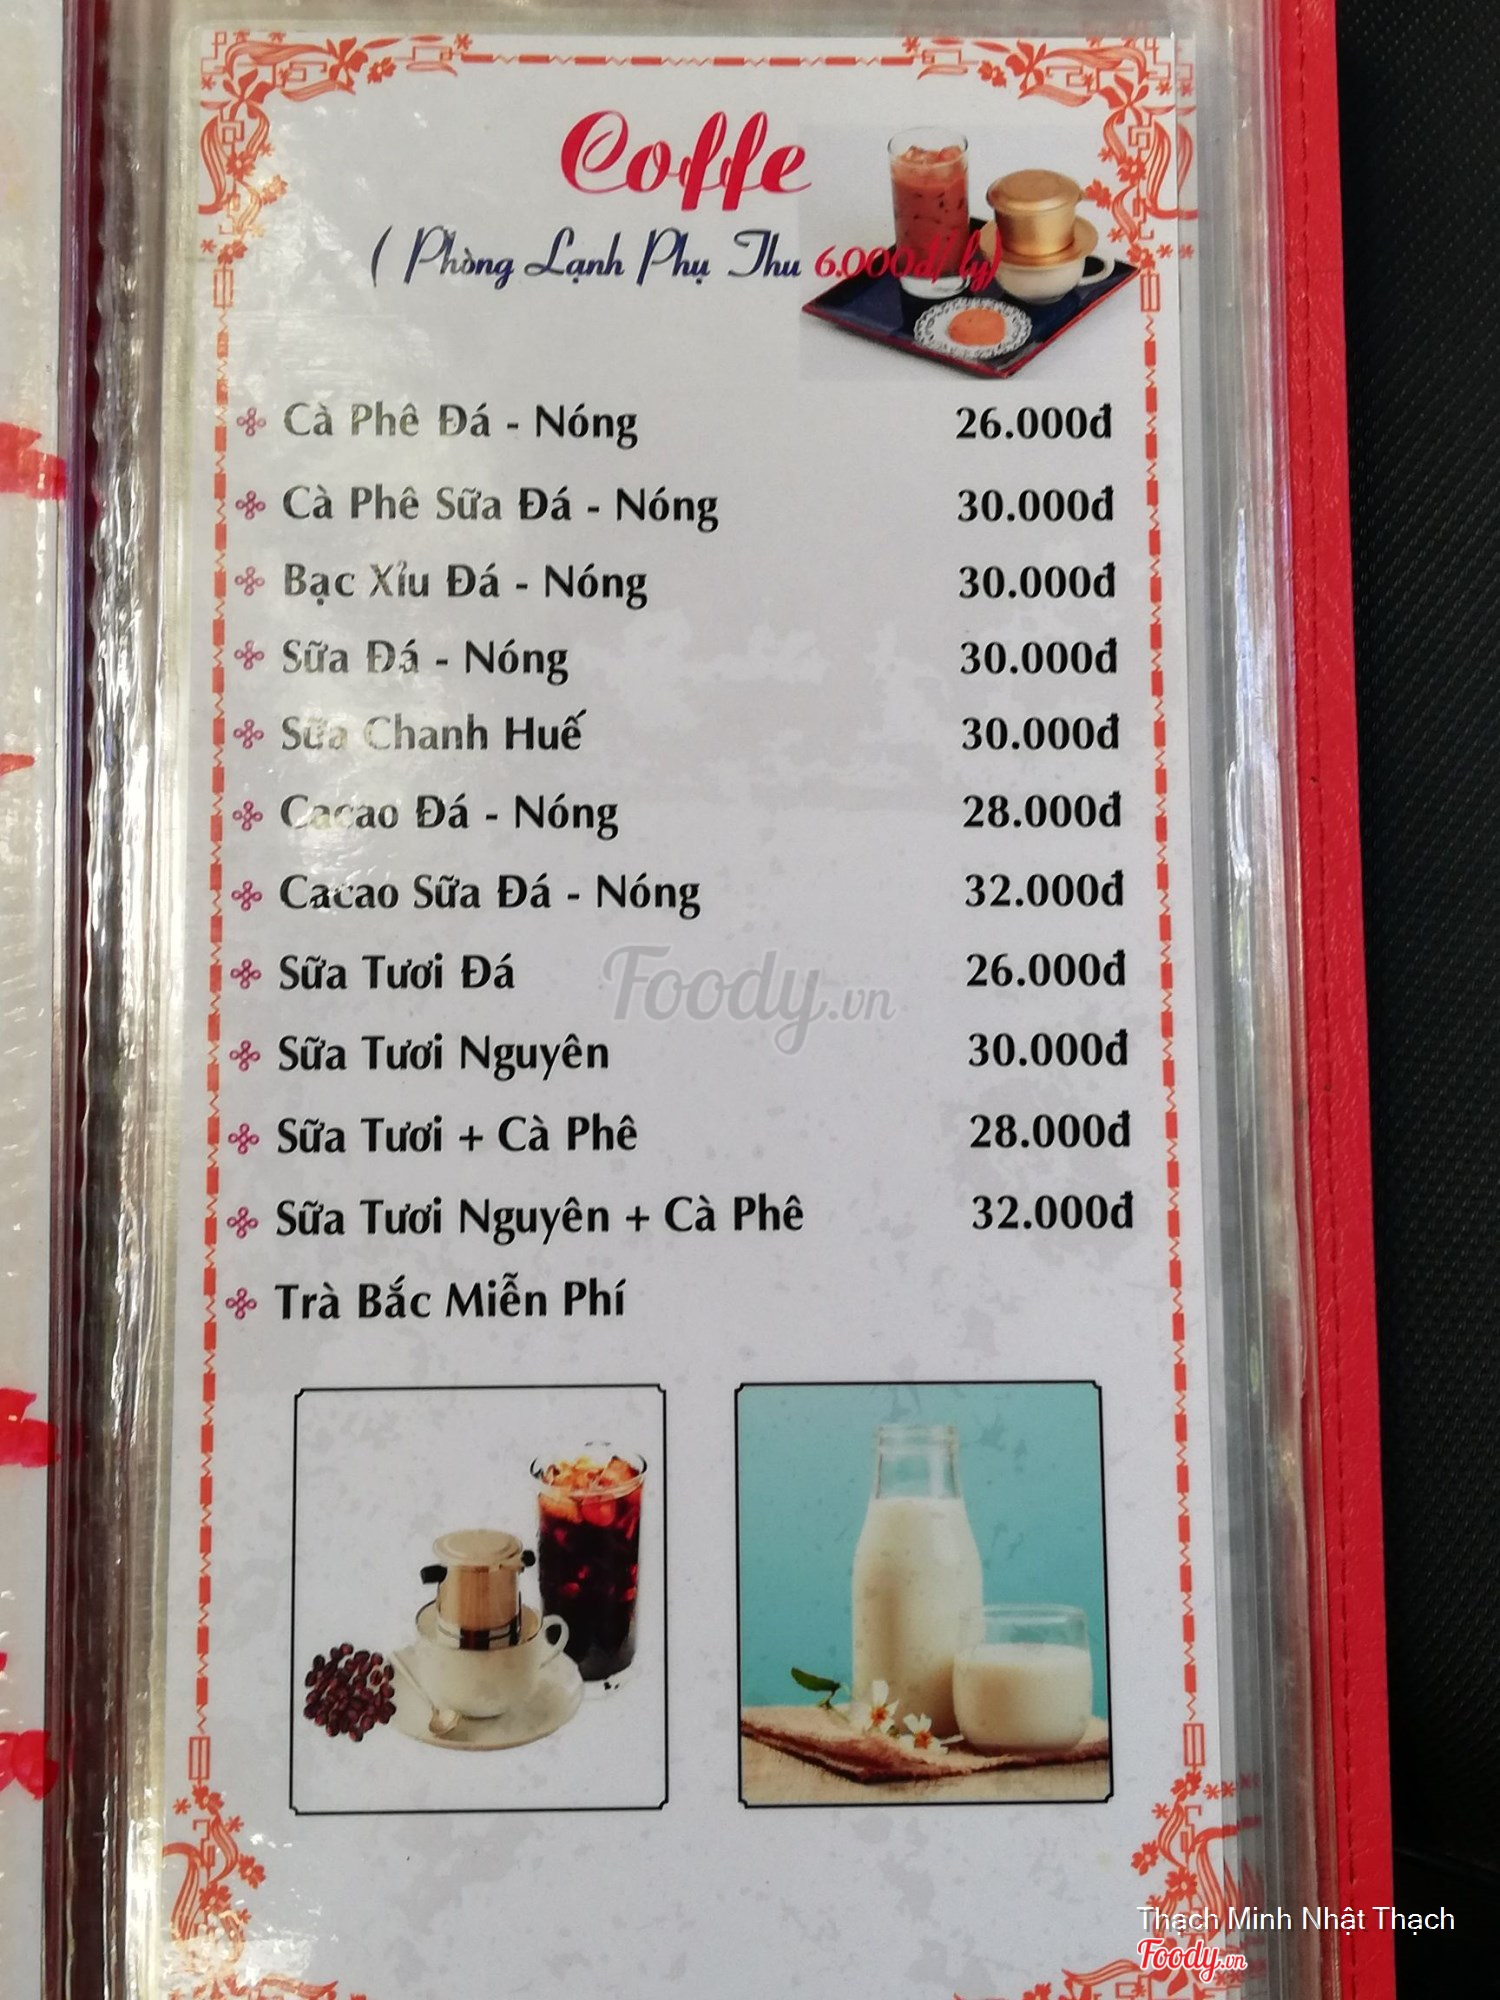 Coffe
( Phòng Lạnh Phụ Thu 6.000đ/ ly)
Cà Phê Đá - Nóng 26.000đ
Cà Phê Sữa Đá - Nóng 30.000đ
Bạc Xỉu Đá - Nóng 30.000đ
Sữa Đá - Nóng 30.000đ
Sữa Chanh Huế 30.000đ
Cacao Đá - Nóng 28.000đ
Cacao Sữa Đá - Nóng 32.000đ
Sữa Tươi Đá 26.000đ
Foody.vn
Sữa Tươi Nguyên 30.000đ
Sữa Tươi + Cà Phê 28.000đ
Sữa Tươi Nguyên + Cà Phê 32.000đ
Trà Bắc Miễn Phí
Thạch Minh Nhật Thạch
Foody.vn